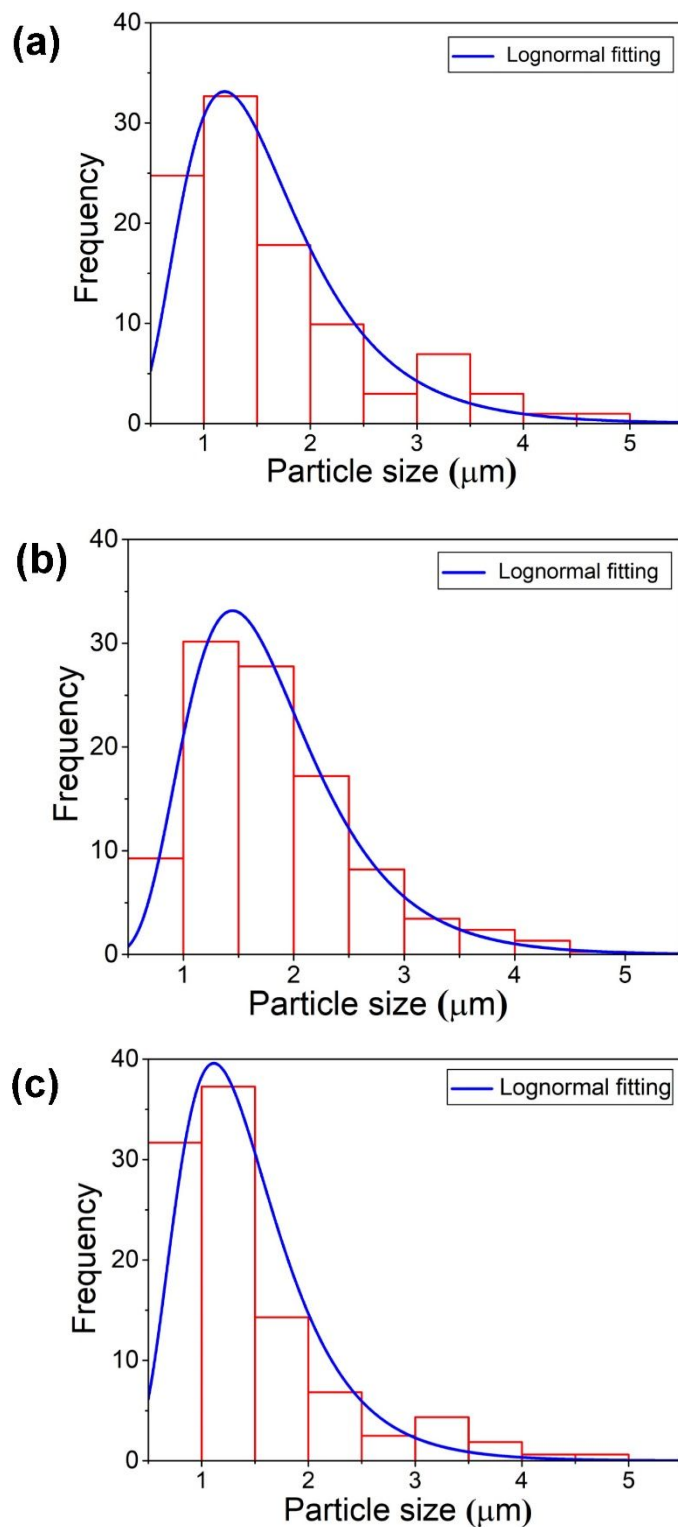 (a)
Lognormal fitting
Frequency
40
30
20
10
0
1 2 3 4 5
Particle size (μm)
(b)
Lognormal fitting
Frequency
40
30
20
10
0
1 2 3 4 5
Particle size (μm)
(c)
Lognormal fitting
Frequency
40
30
20
10
0
1 2 3 4 5
Particle size (μm)